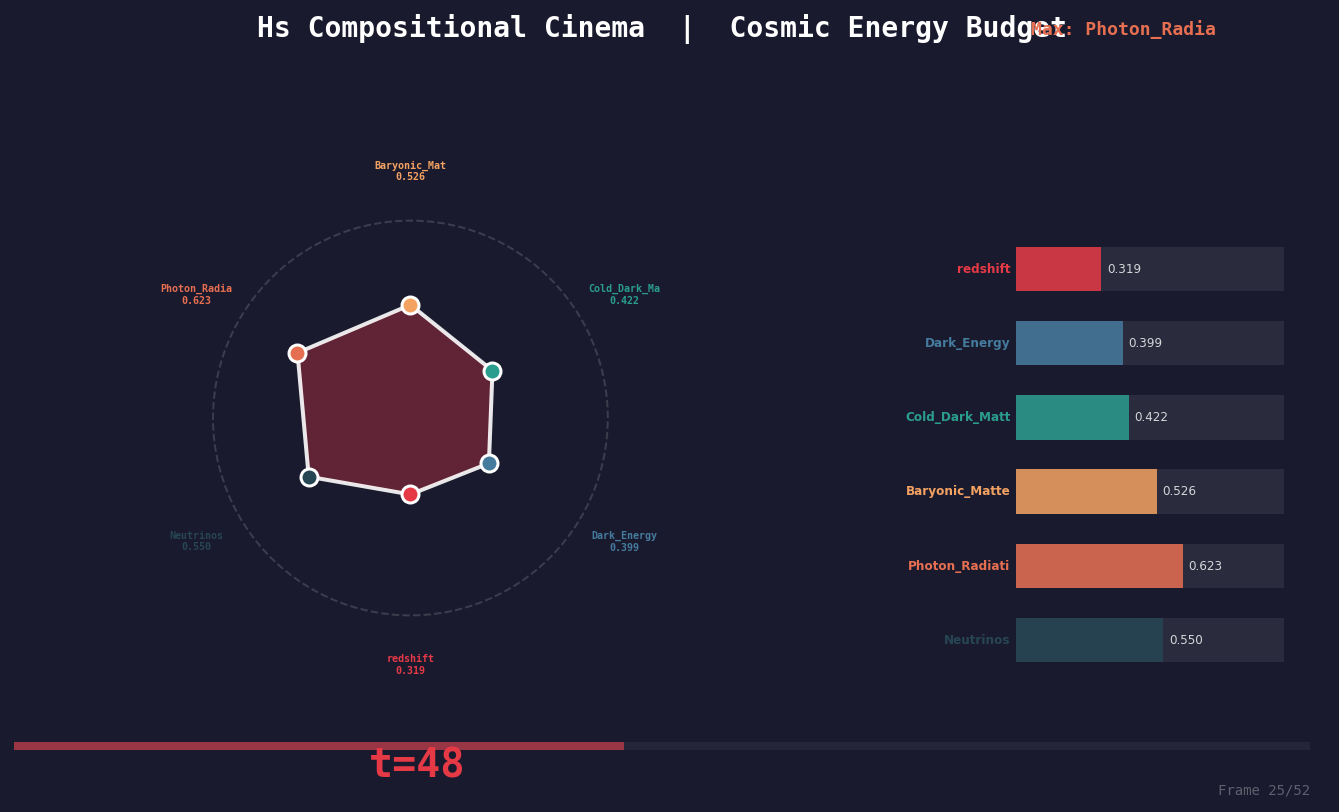 Hs Compositional Cinema | Cosmic Energy Budget
Max: Photon_Radia
Baryonic_Mat
0.526
Photon_Radia
0.623
Cold_Dark_Ma
0.422
Neutrinos
0.550
Dark_Energy
0.399
redshift
0.319
redshift 0.319
Dark_Energy 0.399
Cold_Dark_Matt 0.422
Baryonic_Matte 0.526
Photon_Radiati 0.623
Neutrinos 0.550
t=48
Frame 25/52